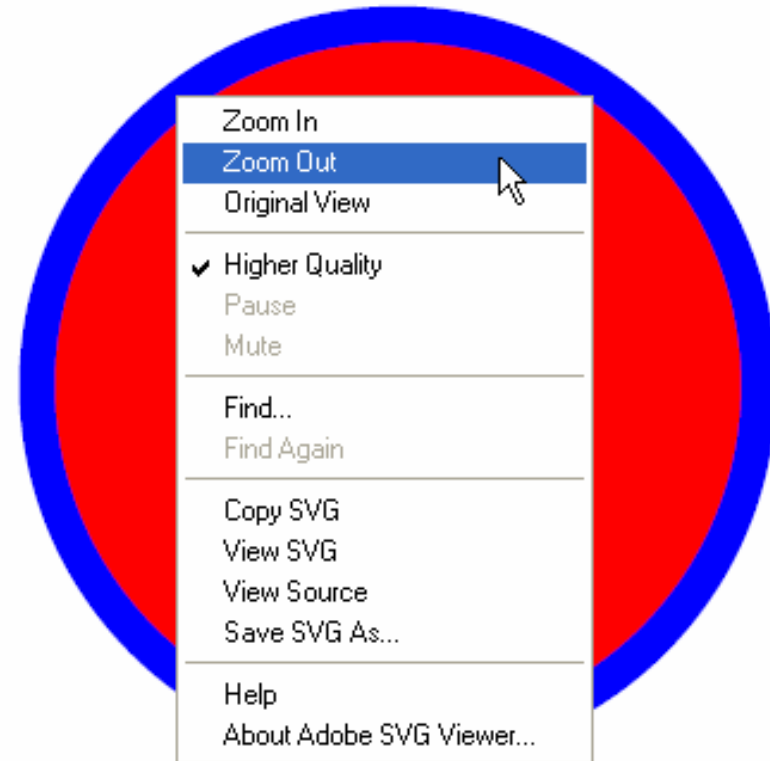 Zoom In
Zoom Out
Original View
Higher Quality
Pause
Mute
Find...
Find Again
Copy SVG
View SVG
View Source
Save SVG As...
Help
About Adobe SVG Viewer...